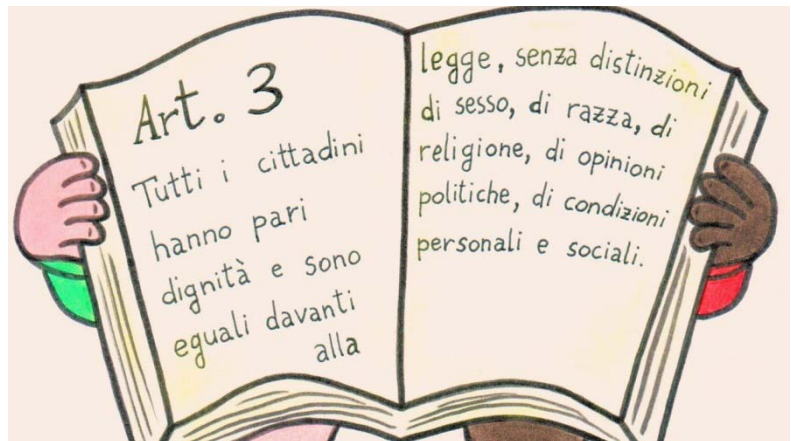 Art. 3
Tutti i cittadini
hanno pari
dignità e sono
eguali davanti
alla
legge, senza distinzioni
di sesso, di razza, di
religione, di opinioni
politiche, di condizioni
personali e sociali.